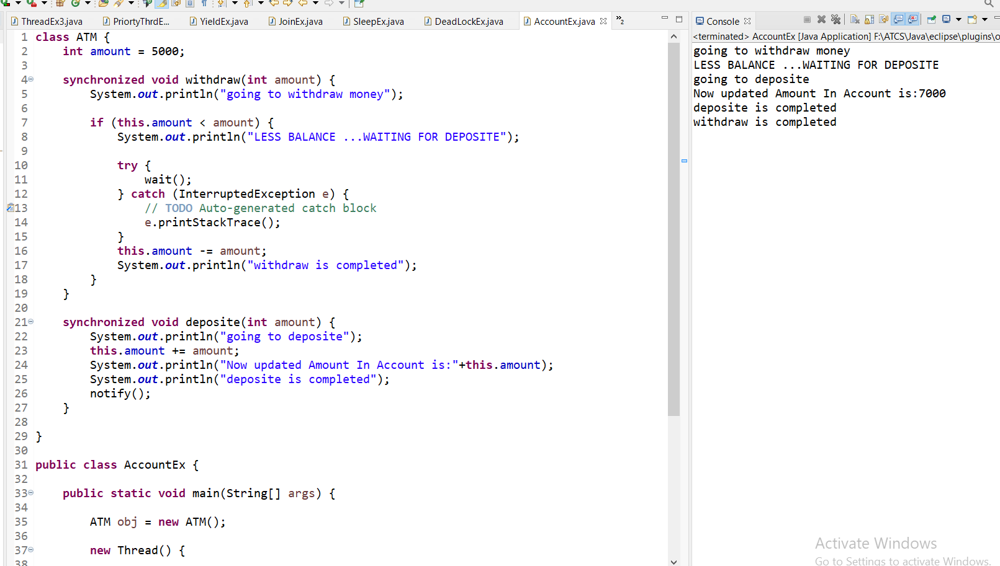 ThreadEx3.java PriortyThrdE... YieldEx.java JoinEx.java SleepEx.java DeadLockEx.java AccountEx.java »2
1 class ATM {
2 int amount = 5000;
3
4 synchronized void withdraw(int amount) {
5 System.out.println("going to withdraw money");
6
7 if (this.amount < amount) {
8 System.out.println("LESS BALANCE ...WAITING FOR DEPOSITE");
9
10 try {
11 wait();
12 } catch (InterruptedException e) {
13 // TODO Auto-generated catch block
14 e.printStackTrace();
15 }
16 this.amount -= amount;
17 System.out.println("withdraw is completed");
18 }
19 }
20
21 synchronized void deposite(int amount) {
22 System.out.println("going to deposite");
23 this.amount += amount;
24 System.out.println("Now updated Amount In Account is:"+this.amount);
25 System.out.println("deposite is completed");
26 notify();
27 }
28
29 }
30
31 public class AccountEx {
32
33 public static void main(String[] args) {
34
35 ATM obj = new ATM();
36
37 new Thread() {
38
Console
<terminated> AccountEx [Java Application] F:\ATCS\Java\eclipse\plugins\o
going to withdraw money
LESS BALANCE ...WAITING FOR DEPOSITE
going to deposite
Now updated Amount In Account is:7000
deposite is completed
withdraw is completed
Activate Windows
Go to Settings to activate Windows.